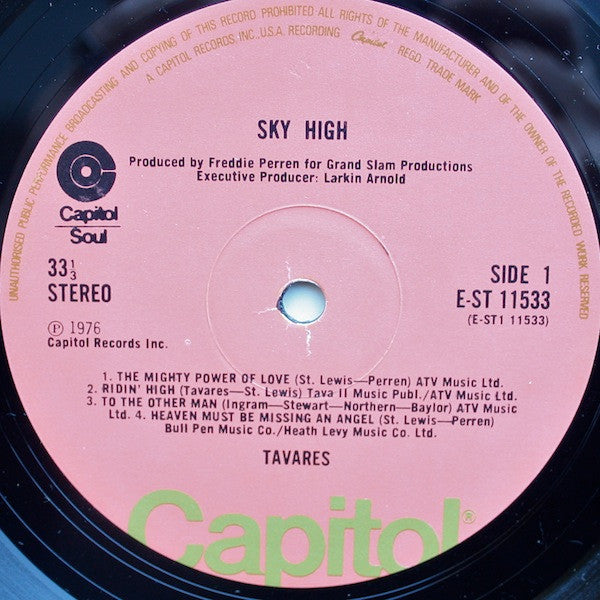 UNAUTHORISED PUBLIC PERFORMANCE BROADCASTING AND COPYING OF THIS RECORD PROHIBITED ALL RIGHTS OF THE MANUFACTURER AND OF THE OWNER OF THE RECORDED WORK RESERVED
A CAPITOL RECORDS INC., U.S.A. RECORDING Capitol REGD TRADE MARK
SKY HIGH
Produced by Freddie Perren for Grand Slam Productions
Executive Producer: Larkin Arnold
Capitol
Soul
33 1/3
STEREO
SIDE 1
E-ST 11533
(E-ST1 11533)
℗ 1976
Capitol Records Inc.
1. THE MIGHTY POWER OF LOVE (St. Lewis—Perren) ATV Music Ltd.
2. RIDIN' HIGH (Tavares—St. Lewis) Tava II Music Publ./ATV Music Ltd.
3. TO THE OTHER MAN (Ingram—Stewart—Northern—Baylor) ATV Music
Ltd. 4. HEAVEN MUST BE MISSING AN ANGEL (St. Lewis—Perren)
Bull Pen Music Co./Heath Levy Music Co. Ltd.
TAVARES
Capitol®